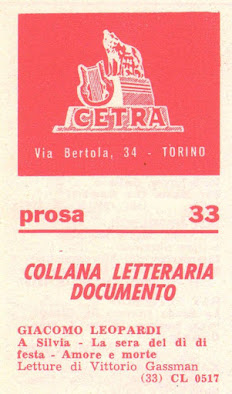 CETRA
Via Bertola, 34 - TORINO
prosa 33
COLLANA LETTERARIA
DOCUMENTO
GIACOMO LEOPARDI
A Silvia - La sera del dì di
festa - Amore e morte
Letture di Vittorio Gassman
(33) CL 0517